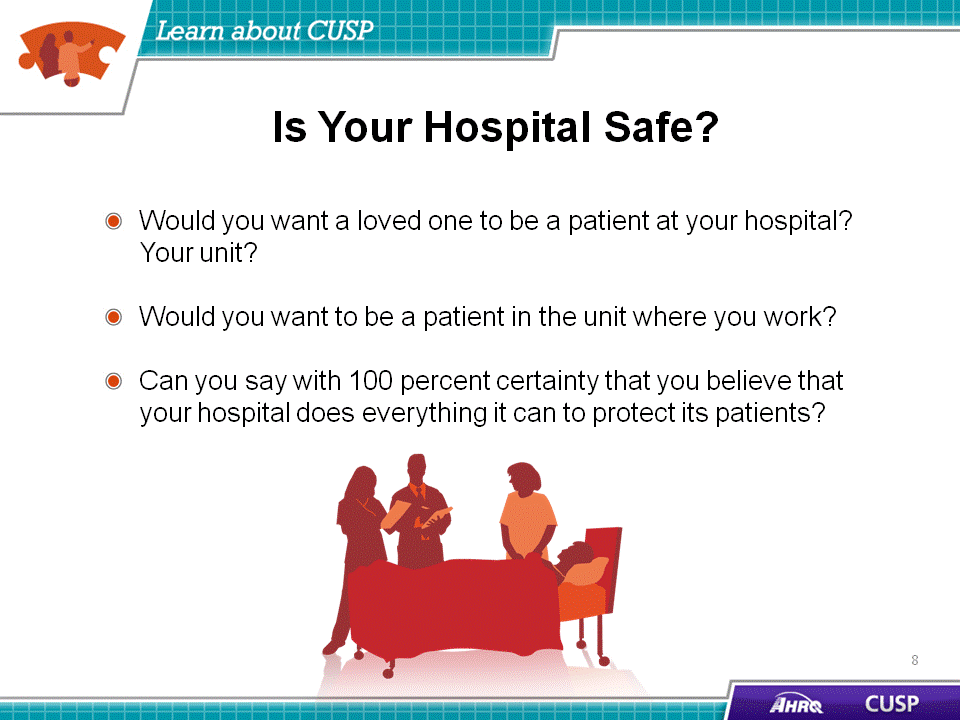 Learn about CUSP
Is Your Hospital Safe?
Would you want a loved one to be a patient at your hospital?
Your unit?
Would you want to be a patient in the unit where you work?
Can you say with 100 percent certainty that you believe that
your hospital does everything it can to protect its patients?
8
AHRQ CUSP